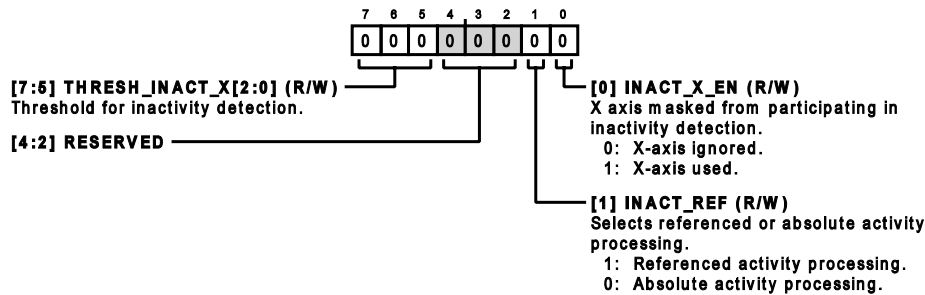 7 6 5 4 3 2 1 0
0 0 0 0 0 0 0 0
[7:5] THRESH_INACT_X[2:0] (R/W)
Threshold for inactivity detection.
[4:2] RESERVED
[0] INACT_X_EN (R/W)
X axis masked from participating in
inactivity detection.
0: X-axis ignored.
1: X-axis used.
[1] INACT_REF (R/W)
Selects referenced or absolute activity
processing.
1: Referenced activity processing.
0: Absolute activity processing.